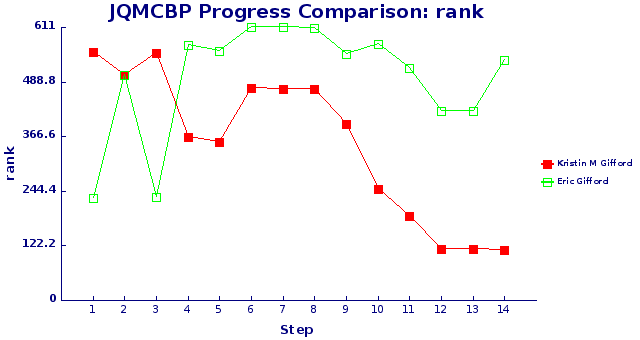 JQMCBP Progress Comparison: rank
611
488.8
366.6
244.4
122.2
0
rank
1 2 3 4 5 6 7 8 9 10 11 12 13 14
Step
Kristin M Gifford
Eric Gifford